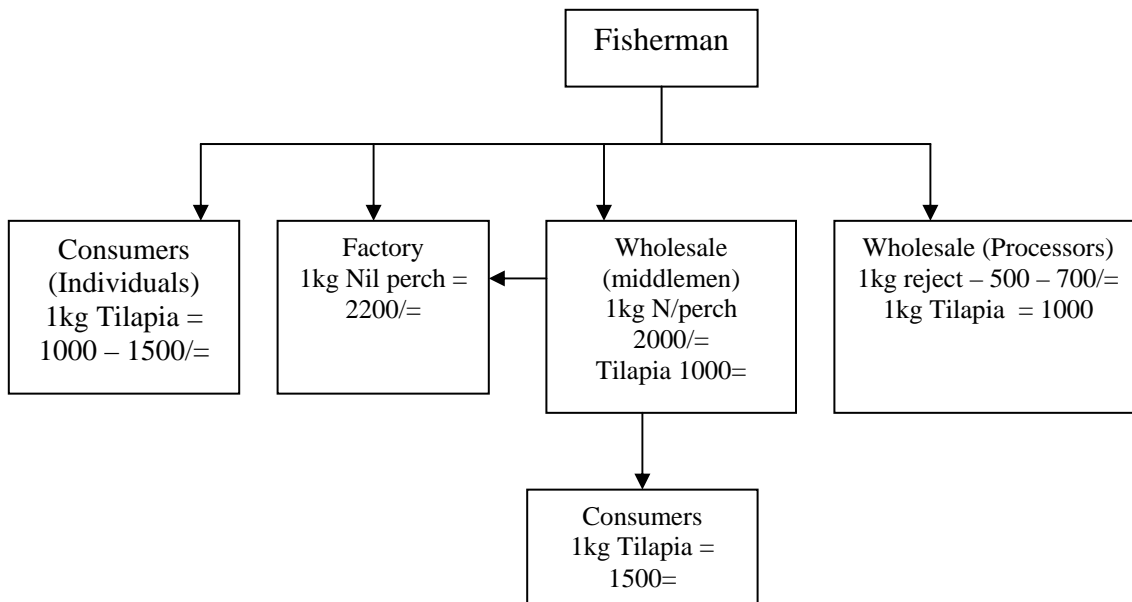 Fisherman
Consumers
(Individuals)
1kg Tilapia =
1000 – 1500/=
Factory
1kg Nil perch =
2200/=
Wholesale
(middlemen)
1kg N/perch
2000/=
Tilapia 1000=
Wholesale (Processors)
1kg reject – 500 – 700/=
1kg Tilapia = 1000
Consumers
1kg Tilapia =
1500=